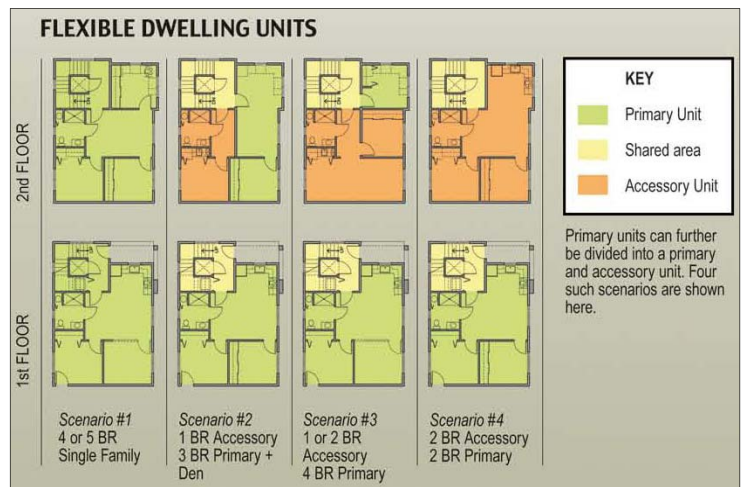 FLEXIBLE DWELLING UNITS
2nd FLOOR
1st FLOOR
Scenario #1
4 or 5 BR
Single Family
Scenario #2
1 BR Accessory
3 BR Primary +
Den
Scenario #3
1 or 2 BR
Accessory
4 BR Primary
Scenario #4
2 BR Accessory
2 BR Primary
KEY
Primary Unit
Shared area
Accessory Unit
Primary units can further
be divided into a primary
and accessory unit. Four
such scenarios are shown
here.